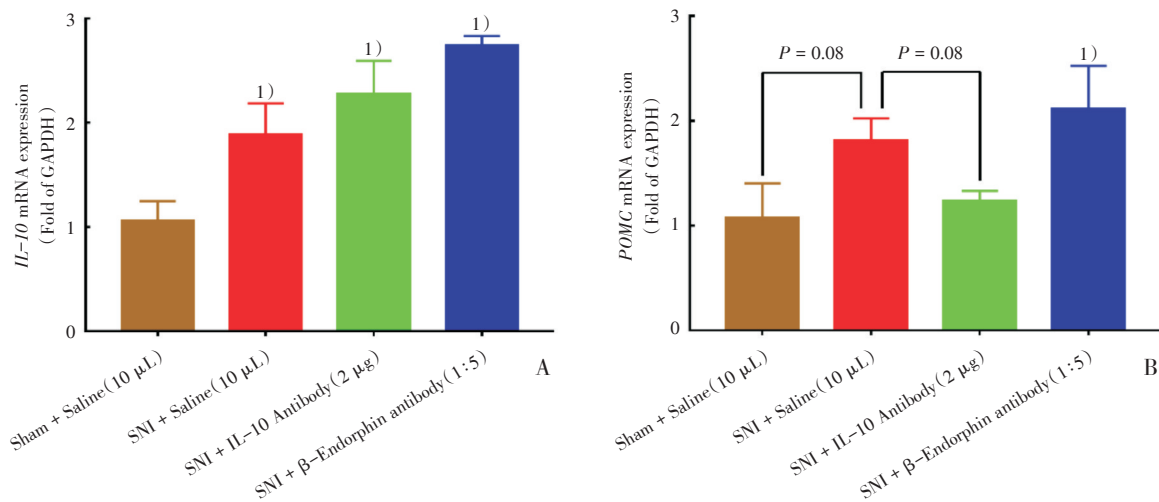 IL-10 mRNA expression
(Fold of GAPDH)
3
2
1
0
1)
1)
1)
Sham + Saline(10 μL)
SNI + Saline(10 μL)
SNI + IL-10 Antibody(2 μg)
SNI + β-Endorphin antibody(1:5)
A
POMC mRNA expression
(Fold of GAPDH)
3
2
1
0
P = 0.08
P = 0.08
1)
Sham + Saline(10 μL)
SNI + Saline(10 μL)
SNI + IL-10 Antibody(2 μg)
SNI + β-Endorphin antibody(1:5)
B